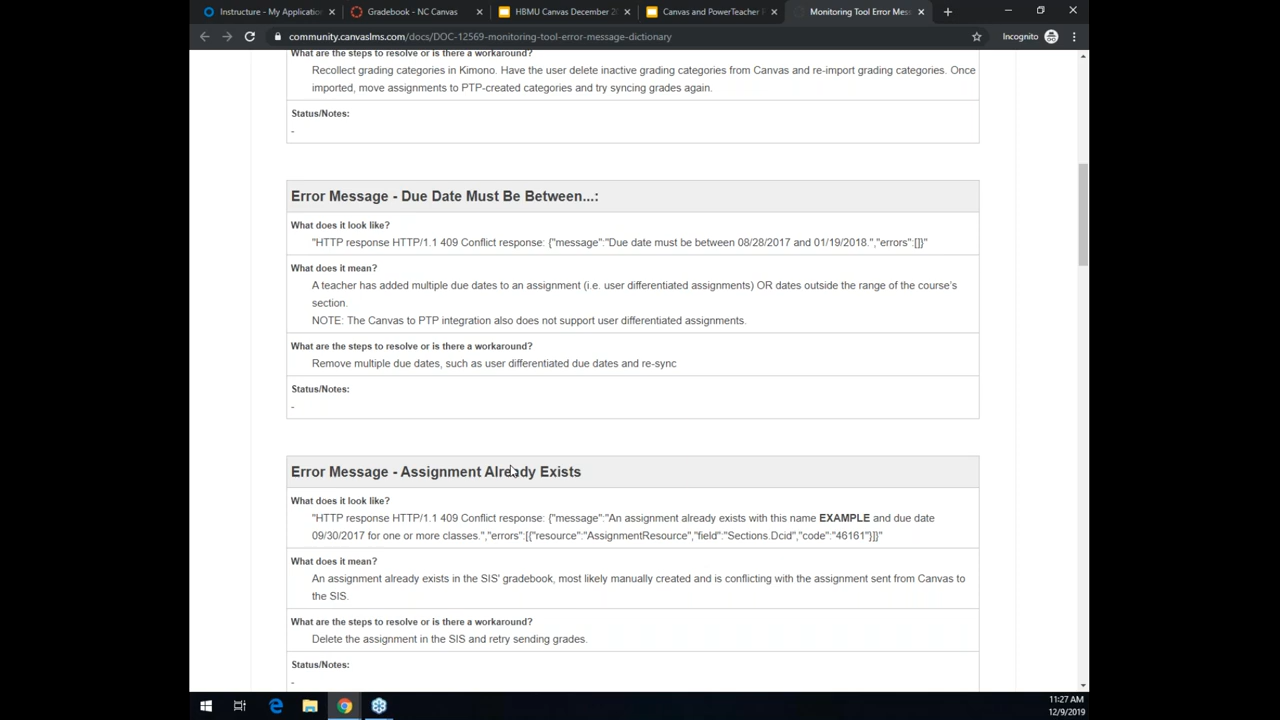 Instructure - My Applicatio
Gradebook - NC Canvas
HBMU Canvas December 20
Canvas and PowerTeacher P
Monitoring Tool Error Mess
community.canvaslms.com/docs/DOC-12569-monitoring-tool-error-message-dictionary
Incognito
What are the steps to resolve or is there a workaround?
Recollect grading categories in Kimono. Have the user delete inactive grading categories from Canvas and re-import grading categories. Once
imported, move assignments to PTP-created categories and try syncing grades again.
Status/Notes:
-
Error Message - Due Date Must Be Between...:
What does it look like?
"HTTP response HTTP/1.1 409 Conflict response: {"message":"Due date must be between 08/28/2017 and 01/19/2018.","errors":[]}"
What does it mean?
A teacher has added multiple due dates to an assignment (i.e. user differentiated assignments) OR dates outside the range of the course's
section.
NOTE: The Canvas to PTP integration also does not support user differentiated assignments.
What are the steps to resolve or is there a workaround?
Remove multiple due dates, such as user differentiated due dates and re-sync
Status/Notes:
-
Error Message - Assignment Already Exists
What does it look like?
"HTTP response HTTP/1.1 409 Conflict response: {"message":"An assignment already exists with this name EXAMPLE and due date
09/30/2017 for one or more classes.","errors":[{"resource":"AssignmentResource","field":"Sections.Dcid","code":"46161"}]}"
What does it mean?
An assignment already exists in the SIS' gradebook, most likely manually created and is conflicting with the assignment sent from Canvas to
the SIS.
What are the steps to resolve or is there a workaround?
Delete the assignment in the SIS and retry sending grades.
Status/Notes:
-
11:27 AM
12/9/2019